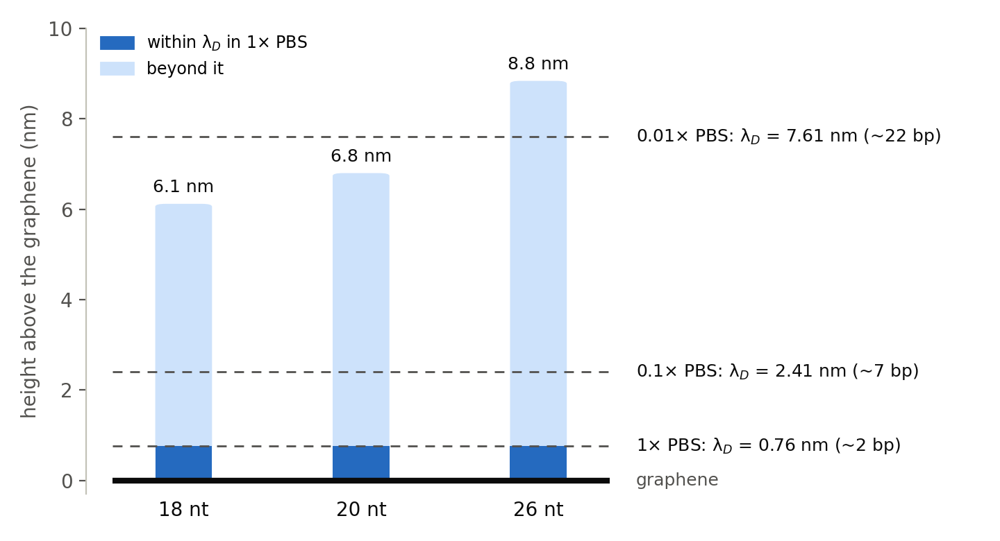 10
8
6
4
2
0
height above the graphene (nm)
within λD in 1× PBS
beyond it
6.1 nm
6.8 nm
8.8 nm
0.01× PBS: λD = 7.61 nm (~22 bp)
0.1× PBS: λD = 2.41 nm (~7 bp)
1× PBS: λD = 0.76 nm (~2 bp)
graphene
18 nt
20 nt
26 nt